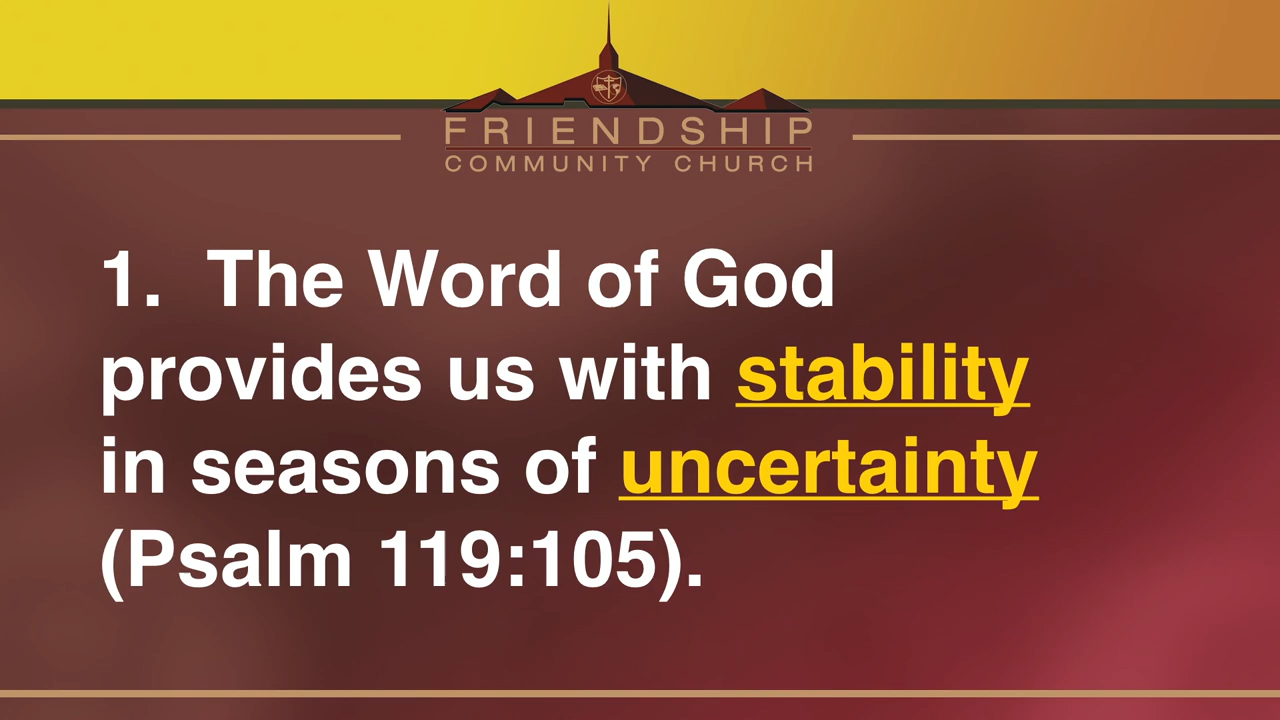 FRIENDSHIP
COMMUNITY CHURCH
1. The Word of God
provides us with stability
in seasons of uncertainty
(Psalm 119:105).